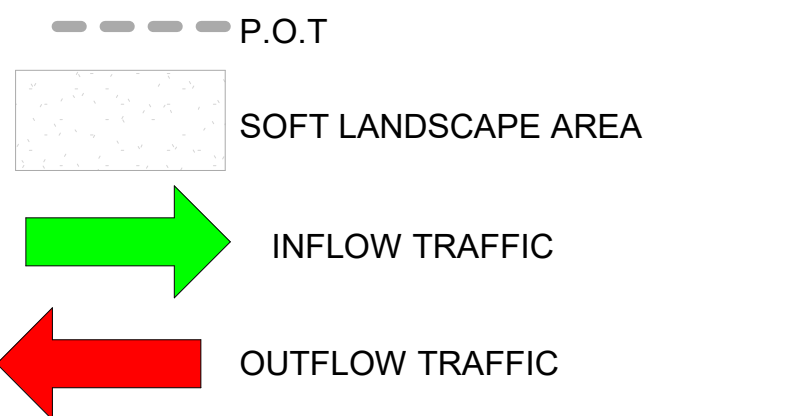 P.O.T
SOFT LANDSCAPE AREA
INFLOW TRAFFIC
OUTFLOW TRAFFIC